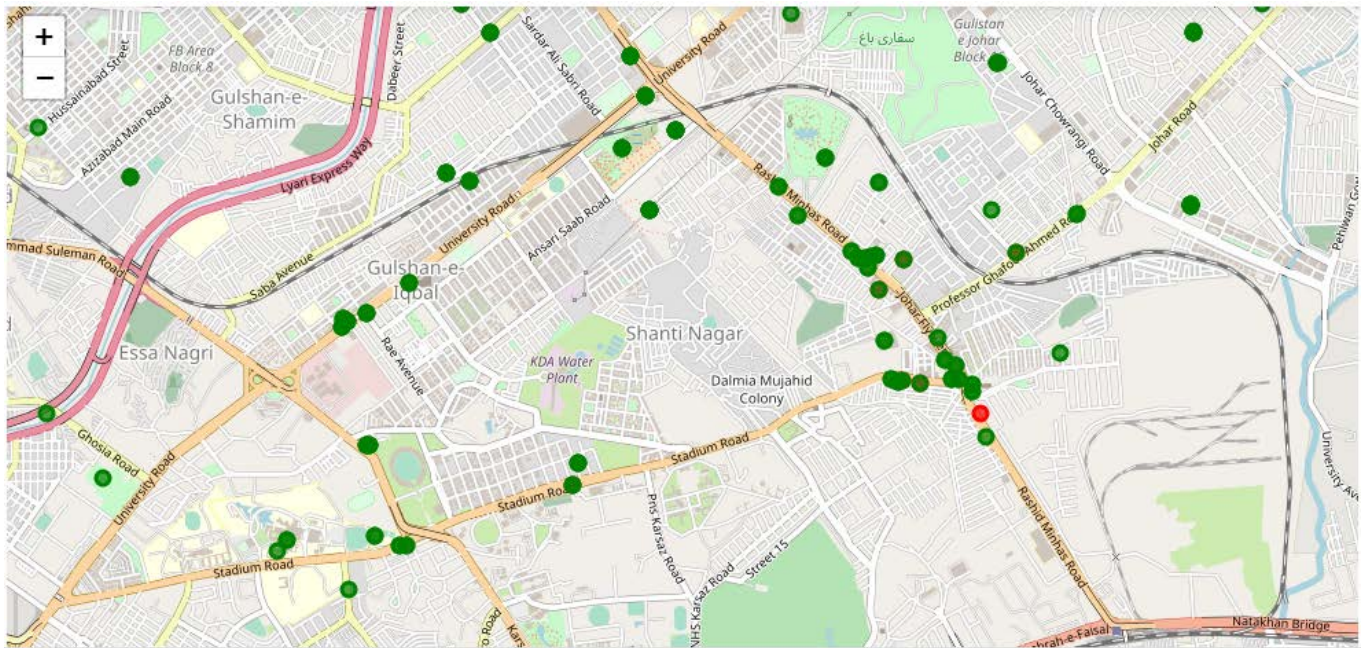 +
−
Hussainabad Street
FB Area
Block 8
Azizabad Main Road
Gulshan-e-
Shamim
Dabeer Street
Lyari Express Way
Sardar Ali Sabri Road
University Road
سفاری باغ
Gulistan
e Johar
Block
Johar Chowrangi Road
Johar Road
Pehlwan
University Road
Ansari Saab Road
Rashid Minhas Road
Professor Ghafoor Ahmed
Suleman Road
Saba Avenue
Gulshan-e-
Iqbal
Johar
Essa Nagri
Rae Avenue
KDA Water
Plant
Shanti Nagar
Dalmia Mujahid
Colony
Ghosia Road
University Road
Stadium Road
Stadium
Stadium Road
Pns Karsaz Road
Street 15
NHS Karsaz Road
Rashid Minhas Road
University
Road
Natakhan Bridge